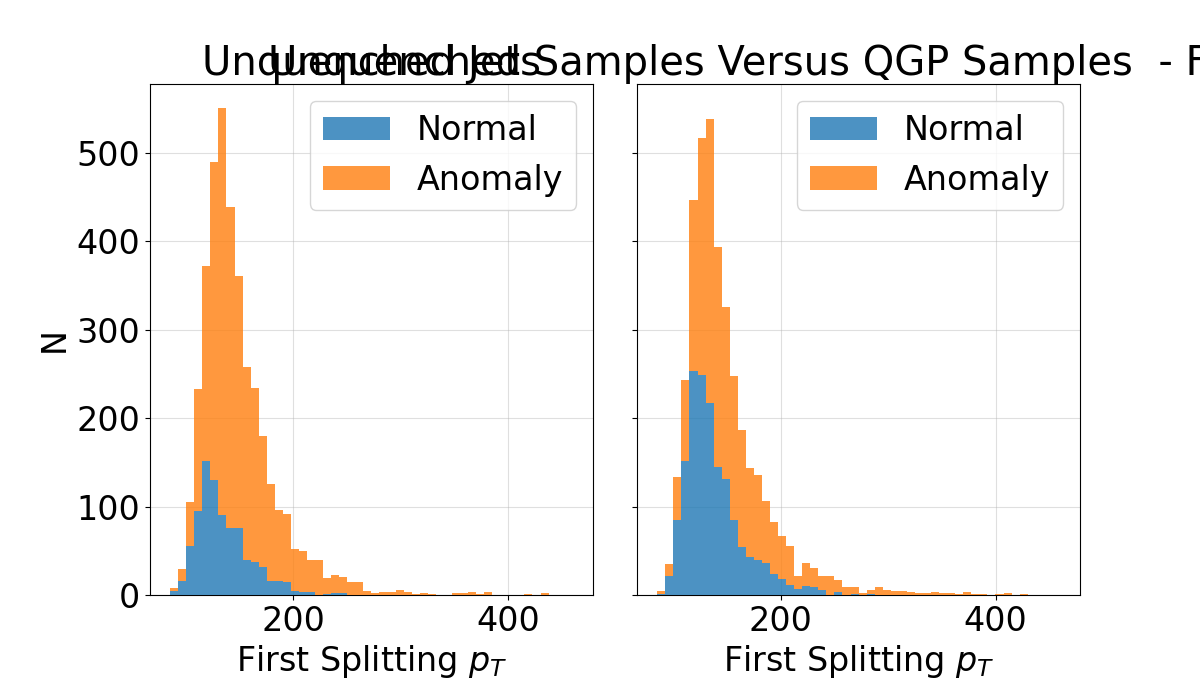 Samples Versus QGP Samples - F
Normal
Anomaly
Normal
Anomaly
500
400
300
200
100
0
N
200
400
200
400
First Splitting p_T
First Splitting p_T